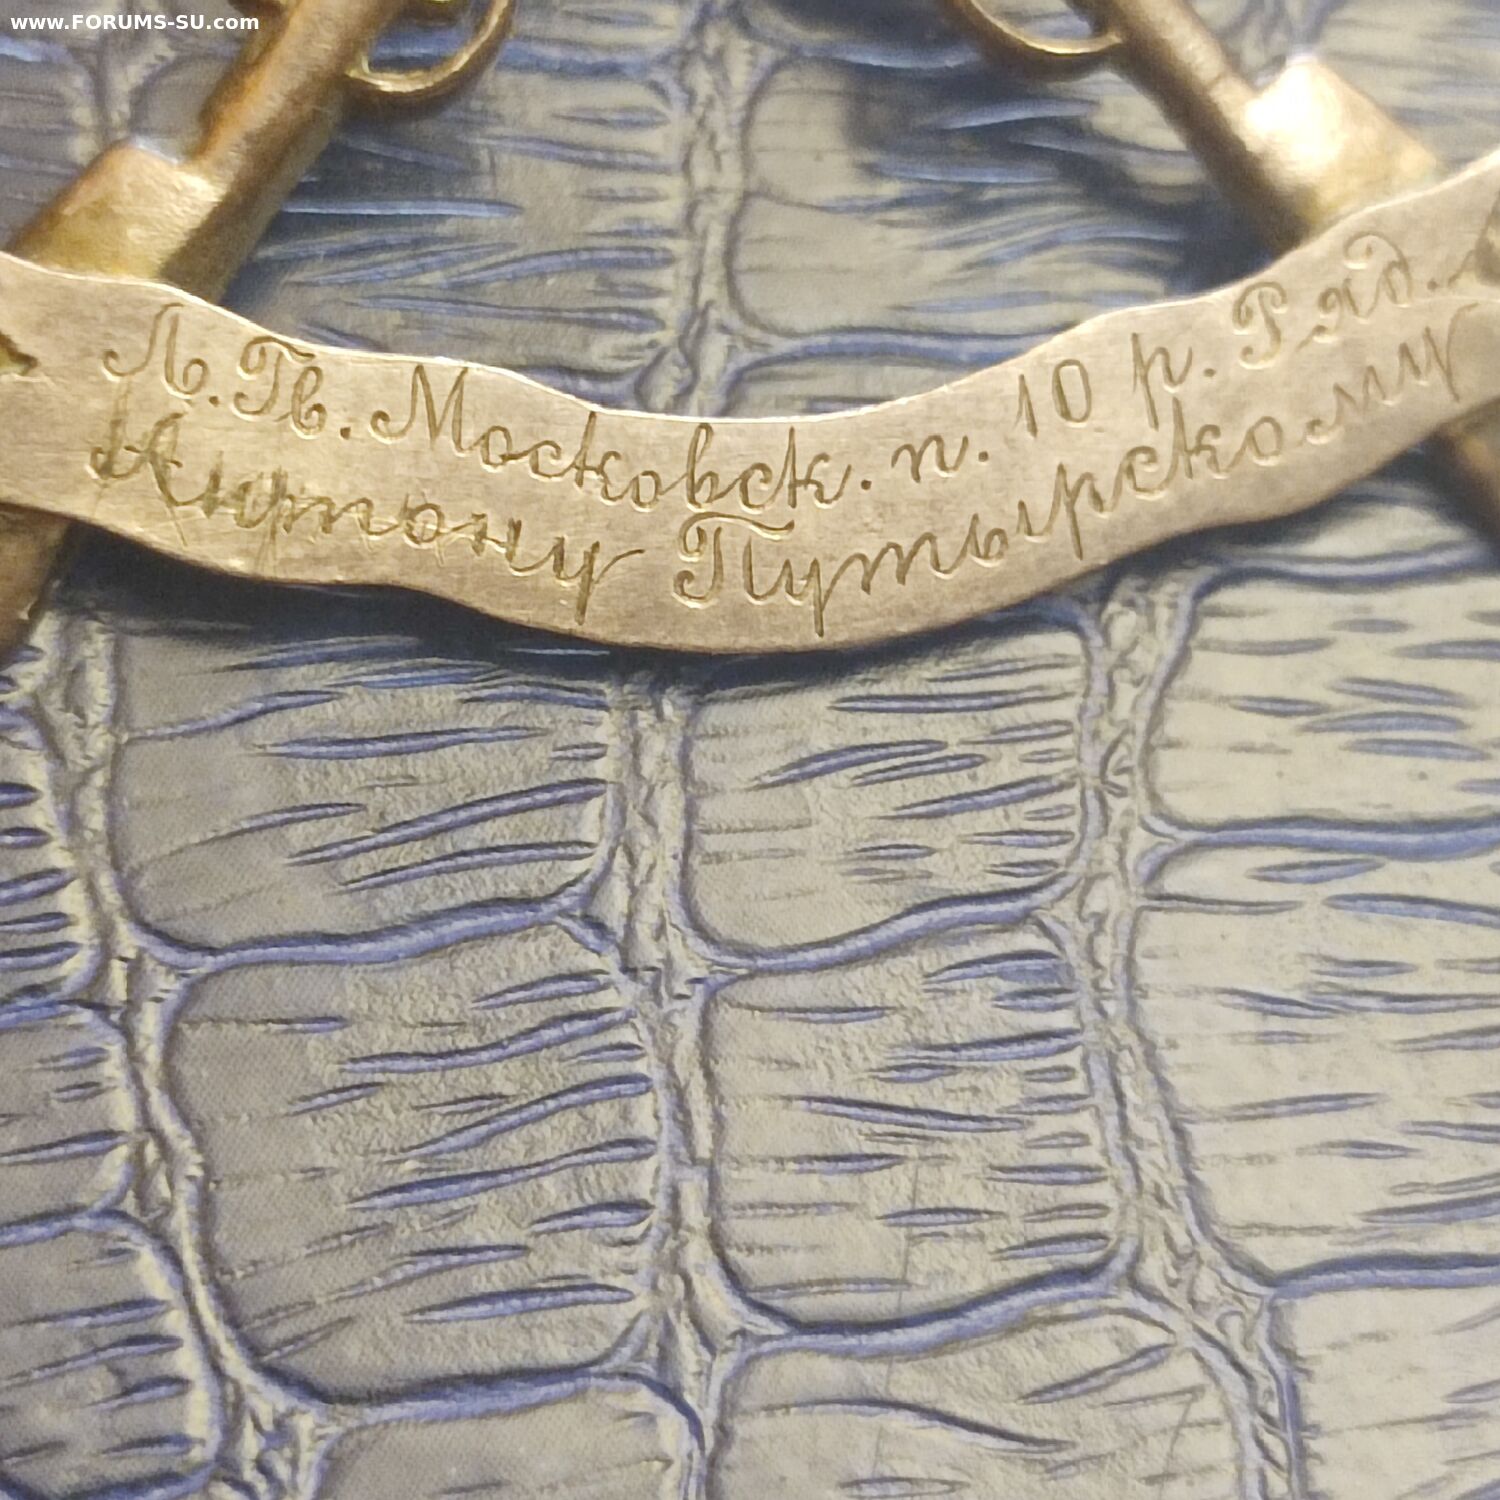 www.FORUMS-SU.com
Л. Гв. Московск. п. 10 р. Ряд.
Антону Путырскому